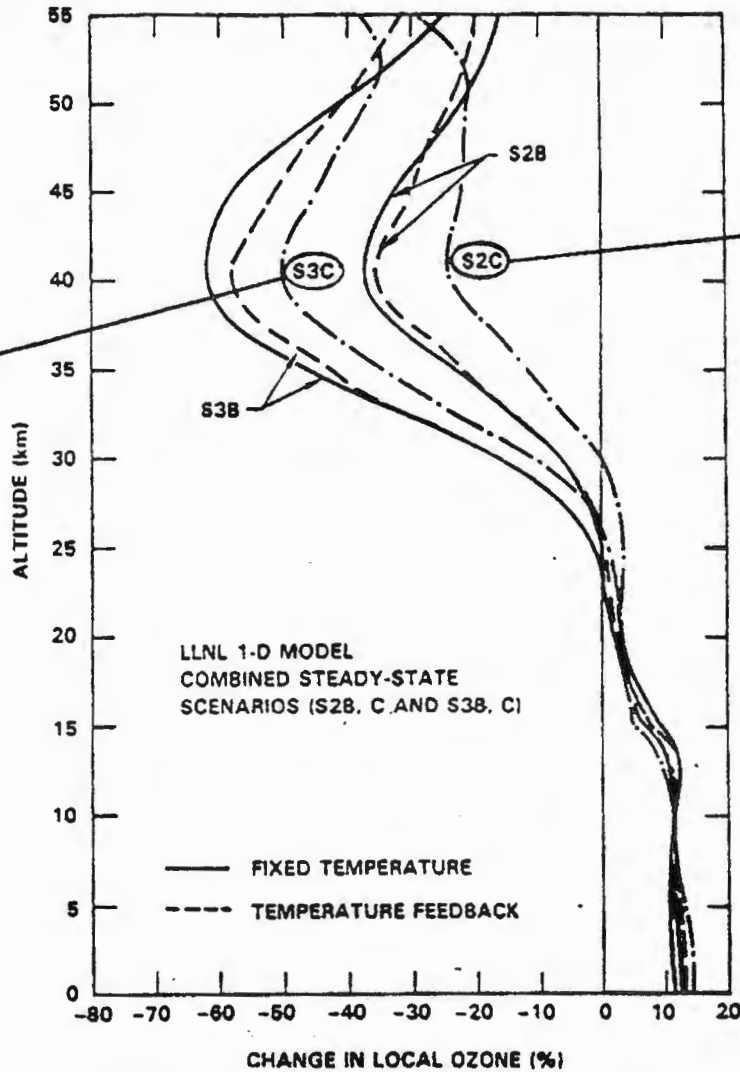 55
50
45
40
35
30
25
20
15
10
5
0
ALTITUDE (km)
S2B
S3C
S2C
S3B
LLNL 1-D MODEL
COMBINED STEADY-STATE
SCENARIOS (S2B, C AND S3B, C)
FIXED TEMPERATURE
TEMPERATURE FEEDBACK
-80 -70 -60 -50 -40 -30 -20 -10 0 10 20
CHANGE IN LOCAL OZONE (%)